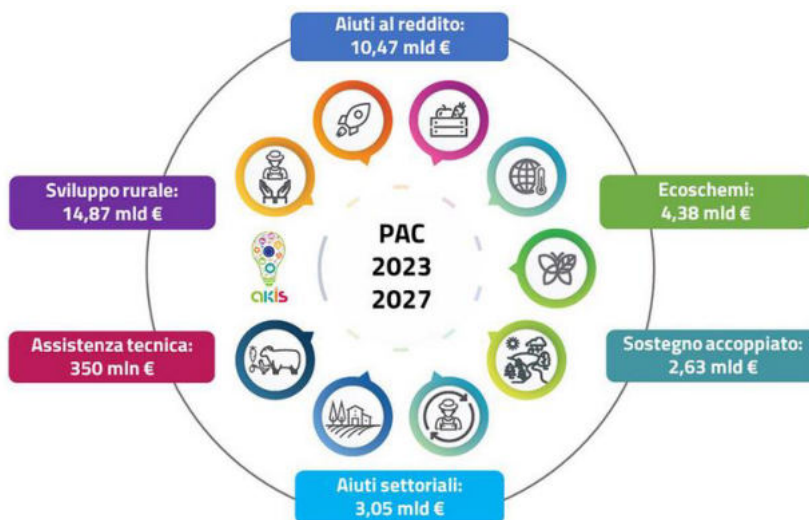 Aiuti al reddito:
10,47 mld €
Sviluppo rurale:
14,87 mld €
Ecoschemi:
4,38 mld €
PAC
2023
2027
akis
Assistenza tecnica:
350 mln €
Sostegno accoppiato:
2,63 mld €
Aiuti settoriali:
3,05 mld €